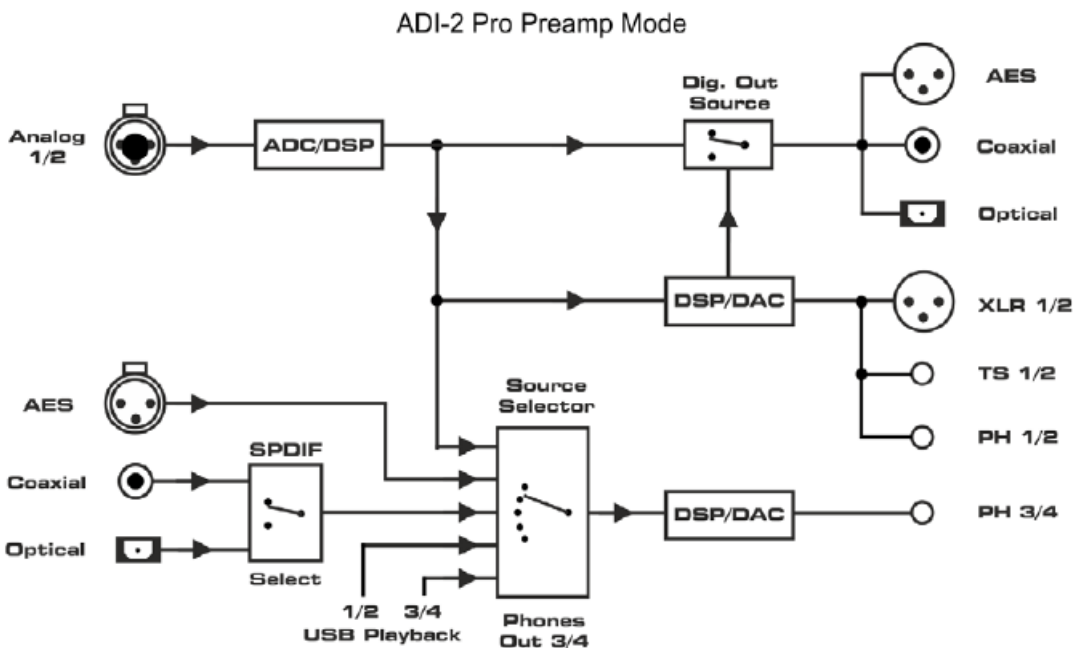 ADI-2 Pro Preamp Mode
Analog
1/2
ADC/DSP
Dig. Out
Source
AES
Coaxial
Optical
DSP/DAC
XLR 1/2
TS 1/2
PH 1/2
AES
Coaxial
Optical
SPDIF
Select
Source
Selector
1/2 3/4
USB Playback
Phones
Out 3/4
DSP/DAC
PH 3/4